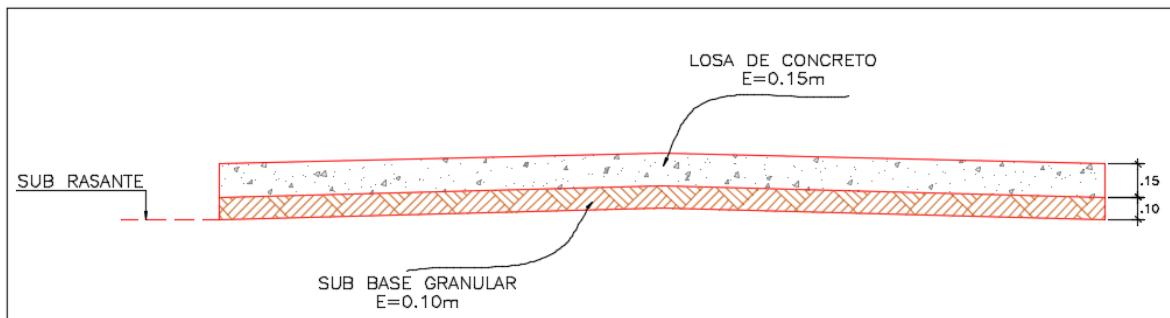 LOSA DE CONCRETO
E=0.15m
SUB RASANTE
.15
.10
SUB BASE GRANULAR
E=0.10m